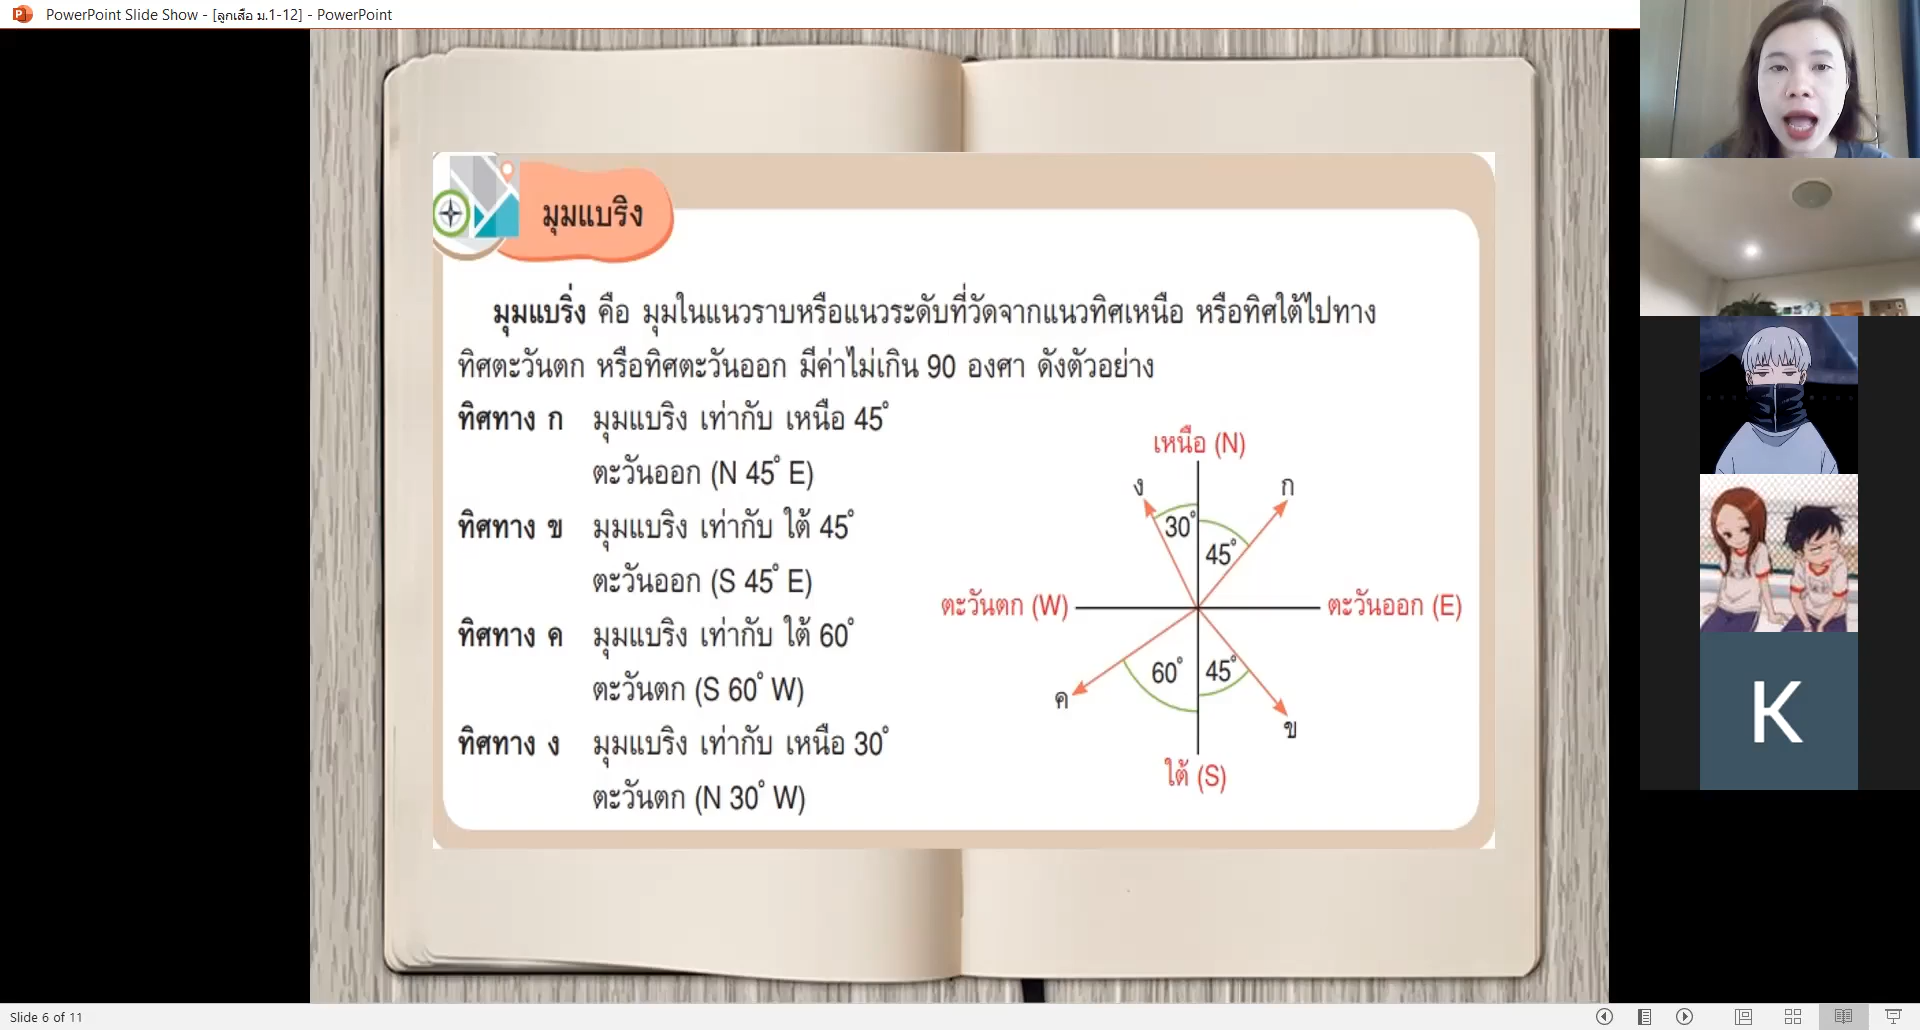 PowerPoint Slide Show - [ลูกเสือ ม.1-12] - PowerPoint
มุมแบริง
มุมแบริ่ง คือ มุมในแนวราบหรือแนวระดับที่วัดจากแนวทิศเหนือ หรือทิศใต้ไปทาง
ทิศตะวันตก หรือทิศตะวันออก มีค่าไม่เกิน 90 องศา ดังตัวอย่าง
ทิศทาง ก มุมแบริง เท่ากับ เหนือ 45°
ตะวันออก (N 45° E)
ทิศทาง ข มุมแบริง เท่ากับ ใต้ 45°
ตะวันออก (S 45° E)
ทิศทาง ค มุมแบริง เท่ากับ ใต้ 60°
ตะวันตก (S 60° W)
ทิศทาง ง มุมแบริง เท่ากับ เหนือ 30°
ตะวันตก (N 30° W)
เหนือ (N)
ง
ก
30°
45°
ตะวันตก (W)
ตะวันออก (E)
60°
45°
ค
ข
ใต้ (S)
K
Slide 6 of 11